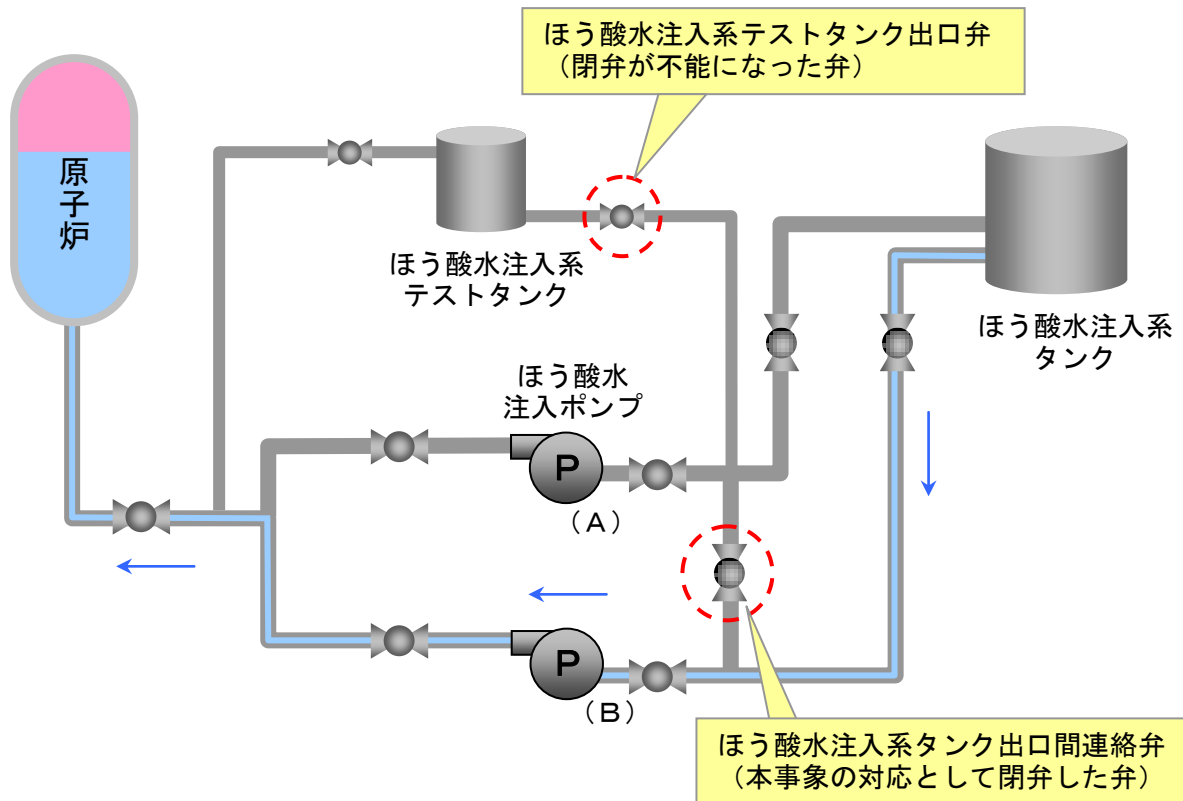 ほう酸水注入系テストタンク出口弁
（閉弁が不能になった弁）
原子炉
ほう酸水注入系
テストタンク
ほう酸水注入系
タンク
ほう酸水
注入ポンプ
P
（A）
P
（B）
ほう酸水注入系タンク出口間連絡弁
（本事象の対応として閉弁した弁）